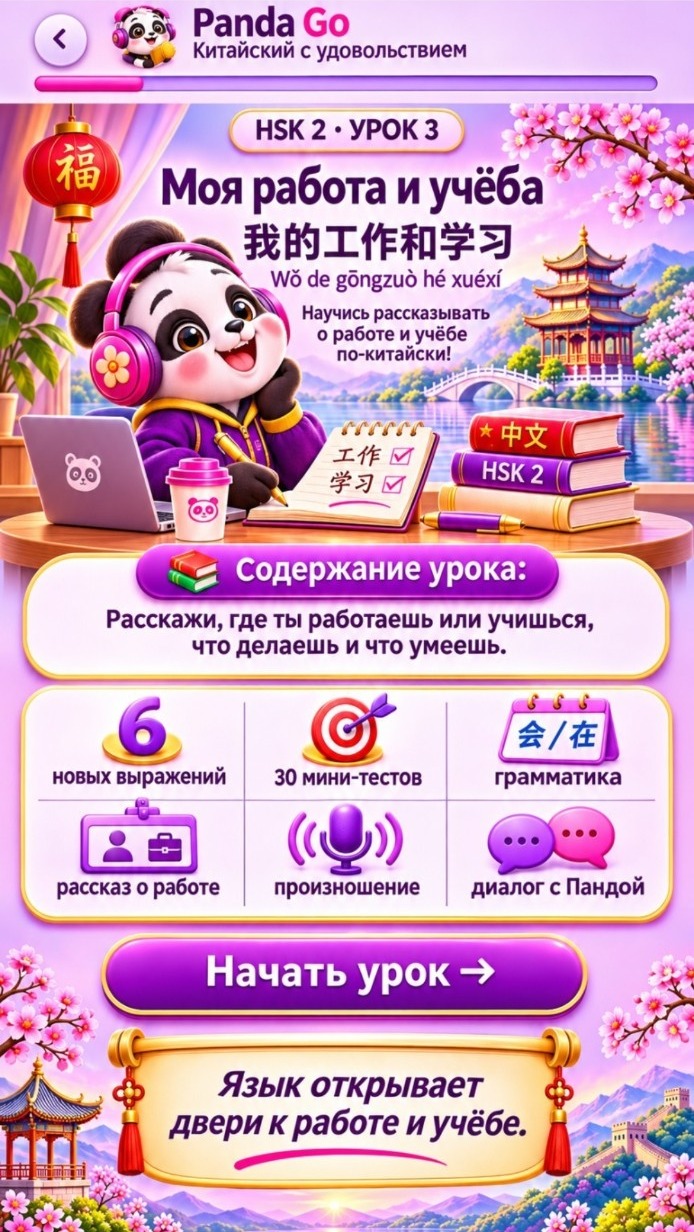 Panda Go
Китайский с удовольствием
HSK 2 · УРОК 3
福
Моя работа и учёба
我的工作和学习
Wǒ de gōngzuò hé xuéxí
Научись рассказывать
о работе и учёбе
по-китайски!
工作
学习
中文
HSK 2
Содержание урока:
Расскажи, где ты работаешь или учишься,
что делаешь и что умеешь.
6
новых выражений
30 мини-тестов
会/在
грамматика
рассказ о работе
произношение
диалог с Пандой
Начать урок →
Язык открывает
двери к работе и учёбе.